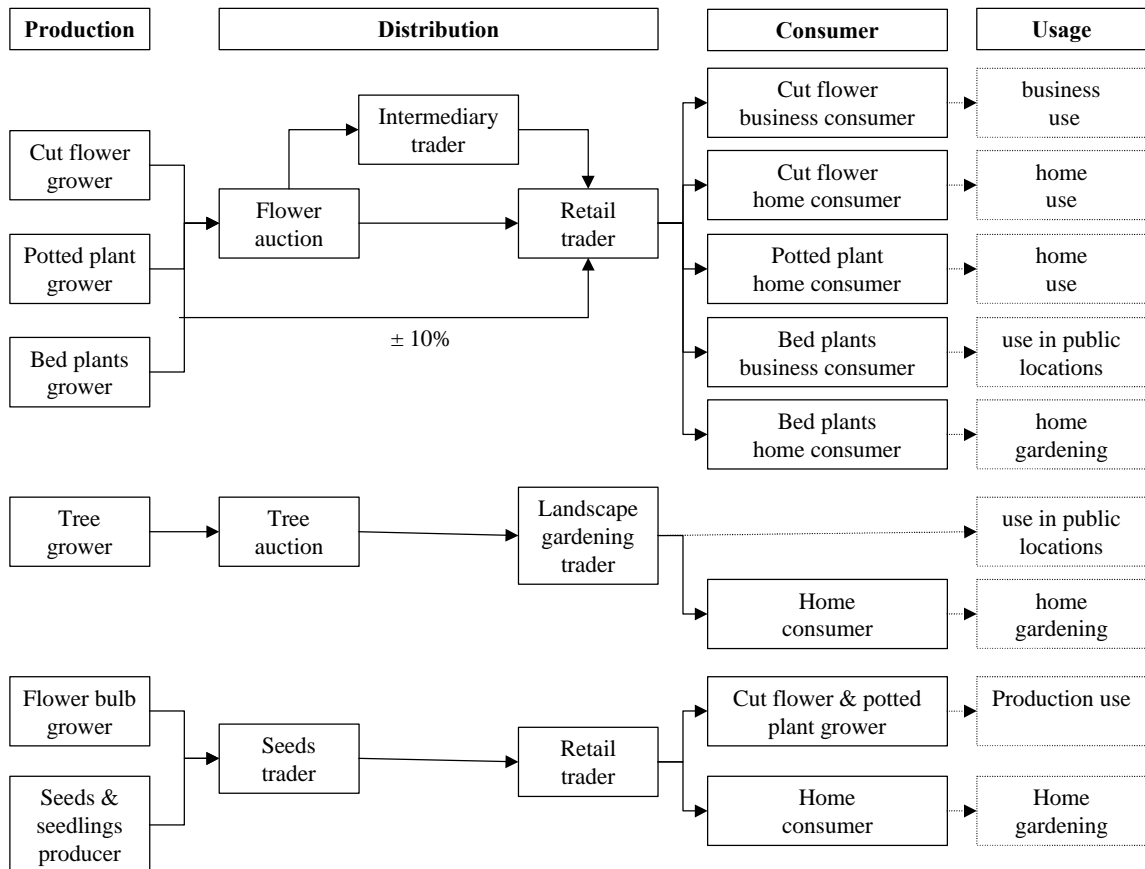 Production
Distribution
Consumer
Usage
Cut flower
business consumer
business
use
Intermediary
trader
Cut flower
grower
Cut flower
home consumer
home
use
Flower
auction
Retail
trader
Potted plant
grower
Potted plant
home consumer
home
use
± 10%
Bed plants
grower
Bed plants
business consumer
use in public
locations
Bed plants
home consumer
home
gardening
Tree
grower
Tree
auction
Landscape
gardening
trader
use in public
locations
Home
consumer
home
gardening
Flower bulb
grower
Seeds
trader
Retail
trader
Cut flower & potted
plant grower
Production use
Seeds &
seedlings
producer
Home
consumer
Home
gardening